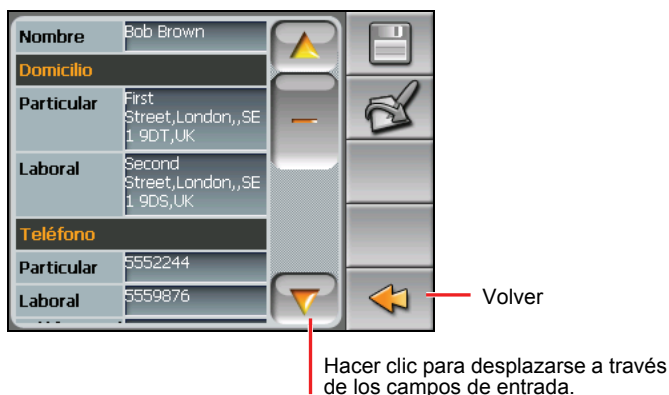 Nombre Bob Brown
Domicilio
Particular First
Street,London,,SE
1 9DT,UK
Laboral Second
Street,London,,SE
1 9DS,UK
Teléfono
Particular 5552244
Laboral 5559876
Volver
Hacer clic para desplazarse a través
de los campos de entrada.